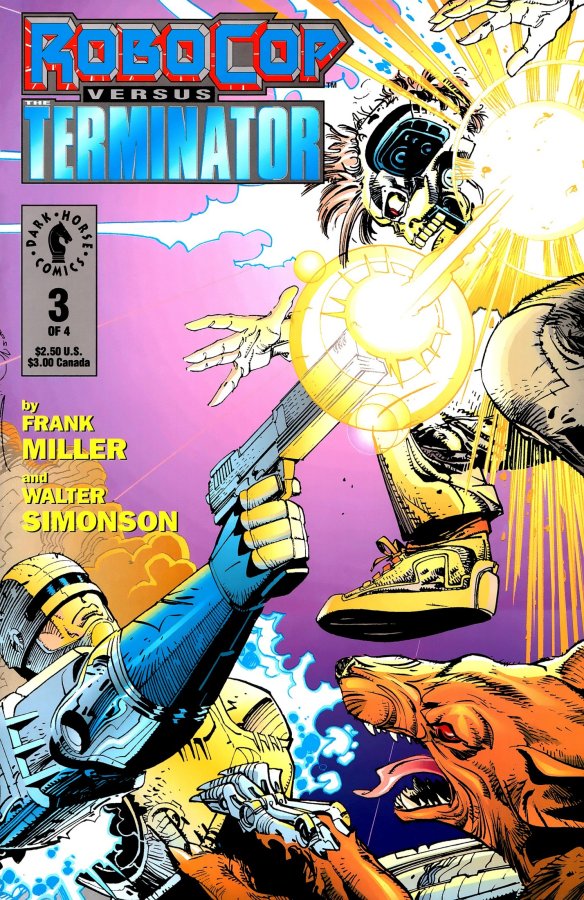 ROBOCOP
VERSUS
THE
TERMINATOR
TM
DARK • HORSE
COMICS
3
OF 4
$2.50 U.S.
$3.00 Canada
by
FRANK
MILLER
and
WALTER
SIMONSON